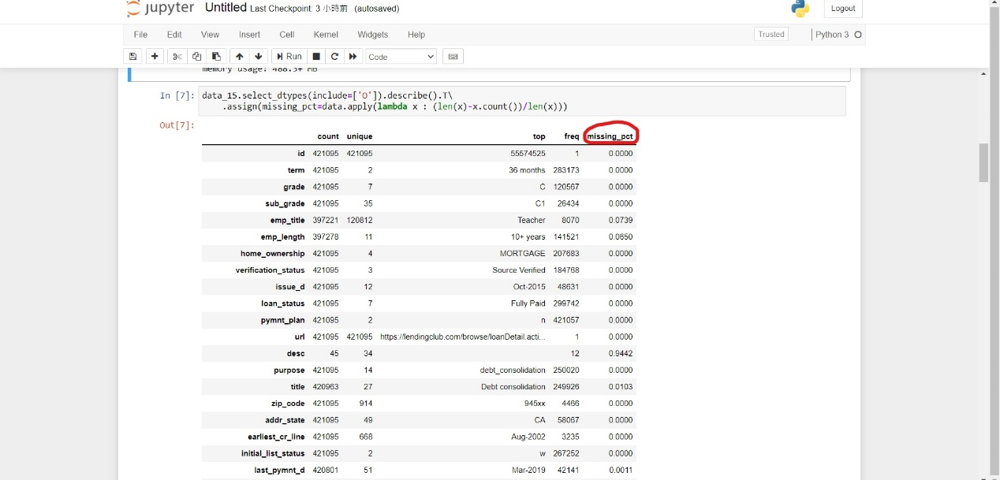 jupyter Untitled Last Checkpoint: 3 小時前 (autosaved) Logout
File Edit View Insert Cell Kernel Widgets Help Trusted Python 3
Run Code
memory usage: 488.5+ MB
In [7]: data_15.select_dtypes(include=['O']).describe().T\
.assign(missing_pct=data.apply(lambda x : (len(x)-x.count())/len(x)))
Out[7]:
count unique top freq missing_pct
id 421095 421095 55574525 1 0.0000
term 421095 2 36 months 283173 0.0000
grade 421095 7 C 120567 0.0000
sub_grade 421095 35 C1 26434 0.0000
emp_title 397221 120812 Teacher 8070 0.0739
emp_length 397278 11 10+ years 141521 0.0650
home_ownership 421095 4 MORTGAGE 207683 0.0000
verification_status 421095 3 Source Verified 184768 0.0000
issue_d 421095 12 Oct-2015 48631 0.0000
loan_status 421095 7 Fully Paid 299742 0.0000
pymnt_plan 421095 2 n 421057 0.0000
url 421095 421095 https://lendingclub.com/browse/loanDetail.acti... 1 0.0000
desc 45 34 12 0.9442
purpose 421095 14 debt_consolidation 250020 0.0000
title 420963 27 Debt consolidation 249926 0.0103
zip_code 421095 914 945xx 4466 0.0000
addr_state 421095 49 CA 58067 0.0000
earliest_cr_line 421095 668 Aug-2002 3235 0.0000
initial_list_status 421095 2 w 267252 0.0000
last_pymnt_d 420801 51 Mar-2019 42141 0.0011